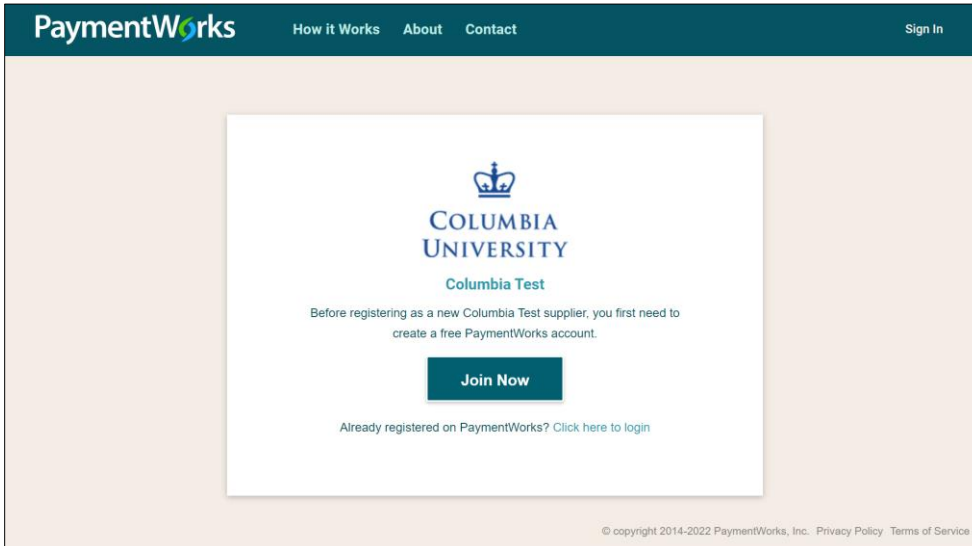 PaymentWorks How it Works About Contact Sign In
COLUMBIA
UNIVERSITY
Columbia Test
Before registering as a new Columbia Test supplier, you first need to
create a free PaymentWorks account.
Join Now
Already registered on PaymentWorks? Click here to login
© copyright 2014-2022 PaymentWorks, Inc. Privacy Policy Terms of Service